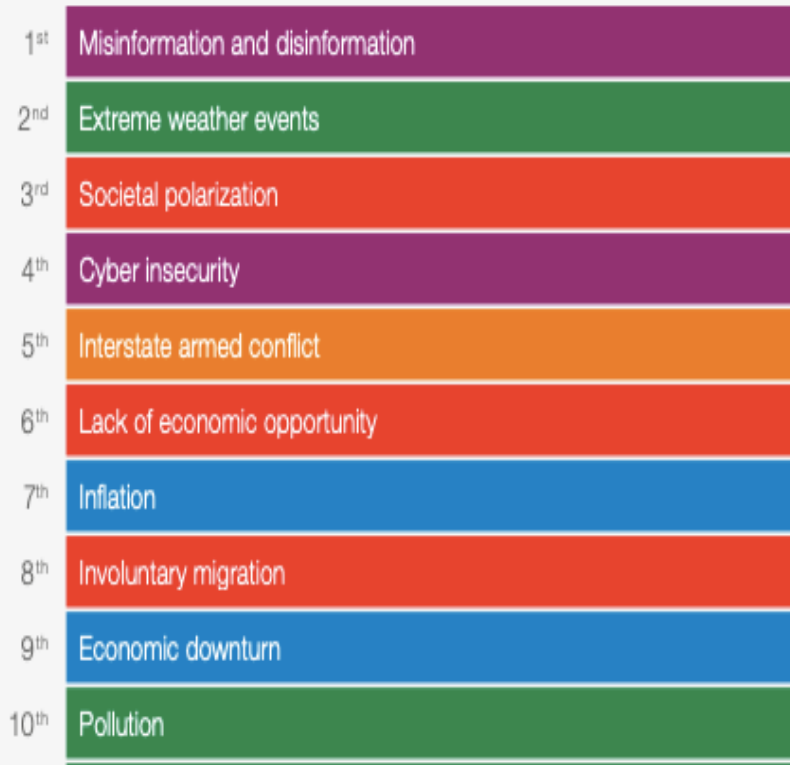 1st Misinformation and disinformation
2nd Extreme weather events
3rd Societal polarization
4th Cyber insecurity
5th Interstate armed conflict
6th Lack of economic opportunity
7th Inflation
8th Involuntary migration
9th Economic downturn
10th Pollution